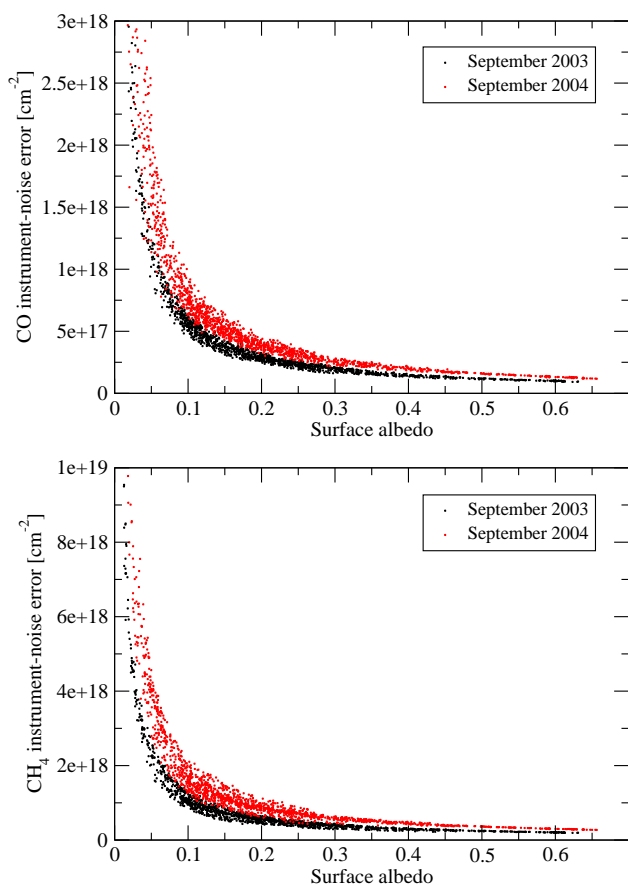 3e+18
2.5e+18
2e+18
1.5e+18
1e+18
5e+17
0
CO instrument-noise error [cm-2]
September 2003
September 2004
0 0.1 0.2 0.3 0.4 0.5 0.6
Surface albedo
1e+19
8e+18
6e+18
4e+18
2e+18
0
CH4 instrument-noise error [cm-2]
September 2003
September 2004
0 0.1 0.2 0.3 0.4 0.5 0.6
Surface albedo